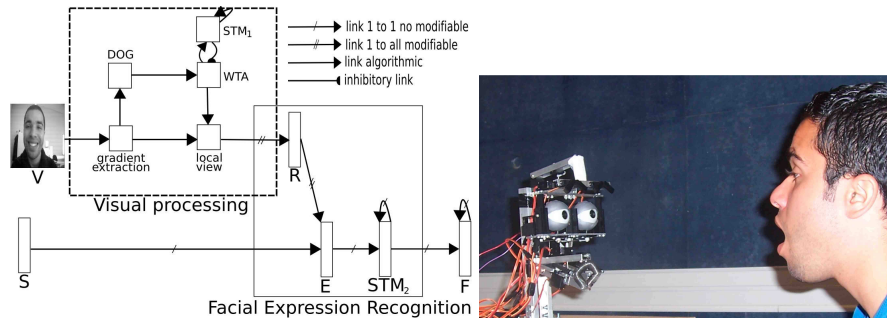 STM1
link 1 to 1 no modifiable
link 1 to all modifiable
link algorithmic
inhibitory link
DOG
WTA
gradient
extraction
local
view
V
R
Visual processing
S
E
STM2
F
Facial Expression Recognition